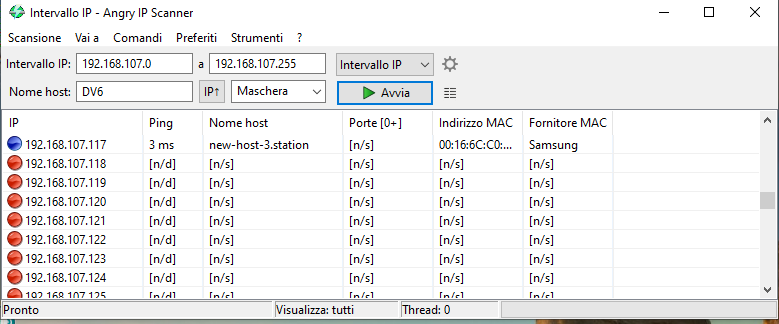 Intervallo IP - Angry IP Scanner
Scansione Vai a Comandi Preferiti Strumenti ?
Intervallo IP: 192.168.107.0 a 192.168.107.255 Intervallo IP
Nome host: DV6 IP↑ Maschera Avvia
IP Ping Nome host Porte [0+] Indirizzo MAC Fornitore MAC
192.168.107.117 3 ms new-host-3.station [n/s] 00:16:6C:C0:... Samsung
192.168.107.118 [n/d] [n/s] [n/s] [n/s] [n/s]
192.168.107.119 [n/d] [n/s] [n/s] [n/s] [n/s]
192.168.107.120 [n/d] [n/s] [n/s] [n/s] [n/s]
192.168.107.121 [n/d] [n/s] [n/s] [n/s] [n/s]
192.168.107.122 [n/d] [n/s] [n/s] [n/s] [n/s]
192.168.107.123 [n/d] [n/s] [n/s] [n/s] [n/s]
192.168.107.124 [n/d] [n/s] [n/s] [n/s] [n/s]
192.168.107.125 [n/d] [n/s] [n/s] [n/s] [n/s]
Pronto Visualizza: tutti Thread: 0